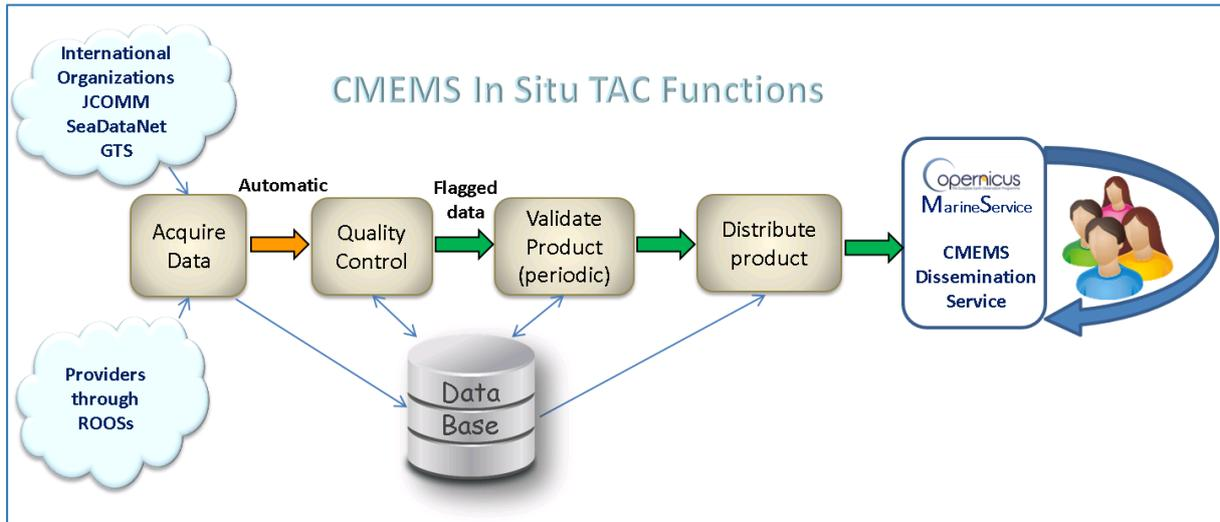 CMEMS In Situ TAC Functions
International
Organizations
JCOMM
SeaDataNet
GTS
Automatic
Flagged
data
Acquire
Data
Quality
Control
Validate
Product
(periodic)
Distribute
product
Copernicus
MarineService
CMEMS
Dissemination
Service
Providers
through
ROOSs
Data
Base